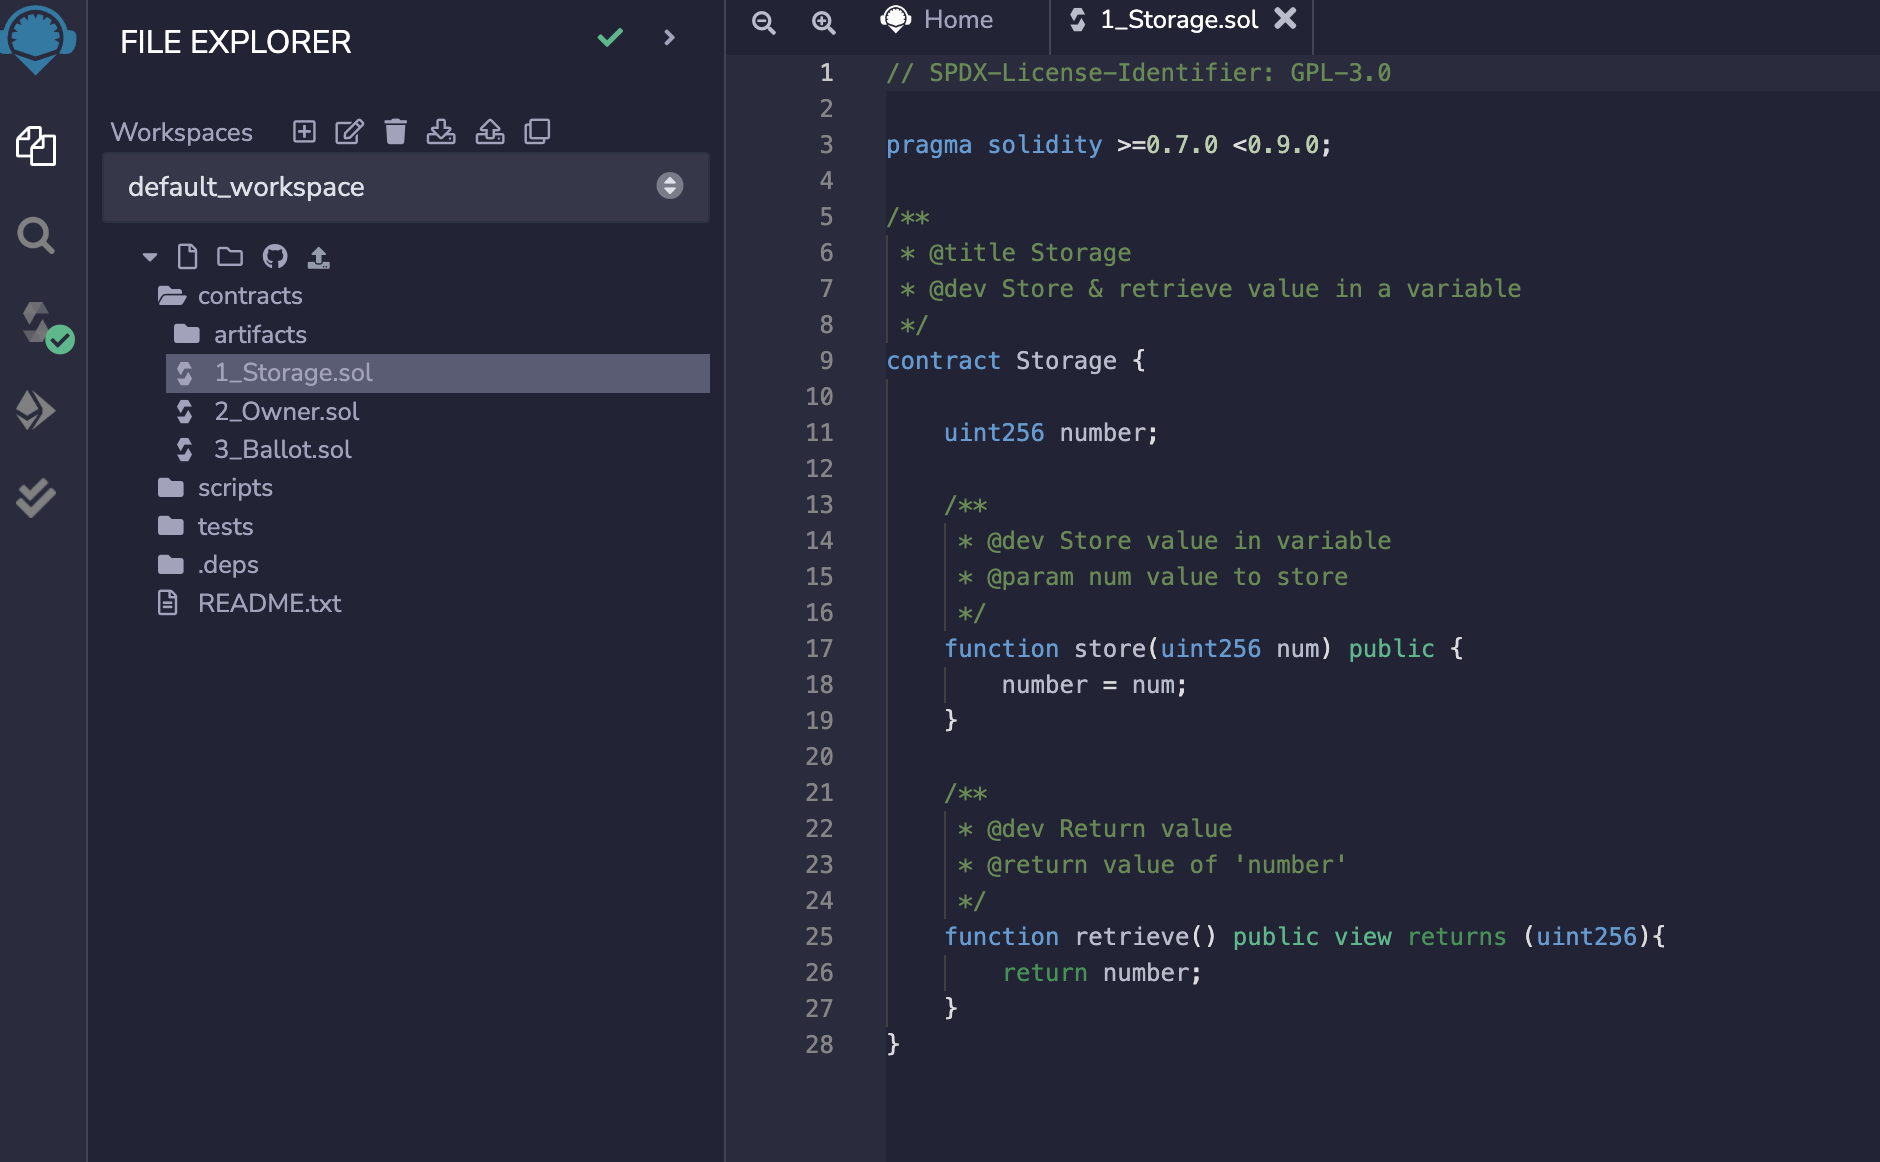 FILE EXPLORER
Workspaces
default_workspace
contracts
artifacts
1_Storage.sol
2_Owner.sol
3_Ballot.sol
scripts
tests
.deps
README.txt
Home
1_Storage.sol
1 // SPDX-License-Identifier: GPL-3.0
2
3 pragma solidity >=0.7.0 <0.9.0;
4
5 /**
6 * @title Storage
7 * @dev Store & retrieve value in a variable
8 */
9 contract Storage {
10
11 uint256 number;
12
13 /**
14 * @dev Store value in variable
15 * @param num value to store
16 */
17 function store(uint256 num) public {
18 number = num;
19 }
20
21 /**
22 * @dev Return value
23 * @return value of 'number'
24 */
25 function retrieve() public view returns (uint256){
26 return number;
27 }
28 }